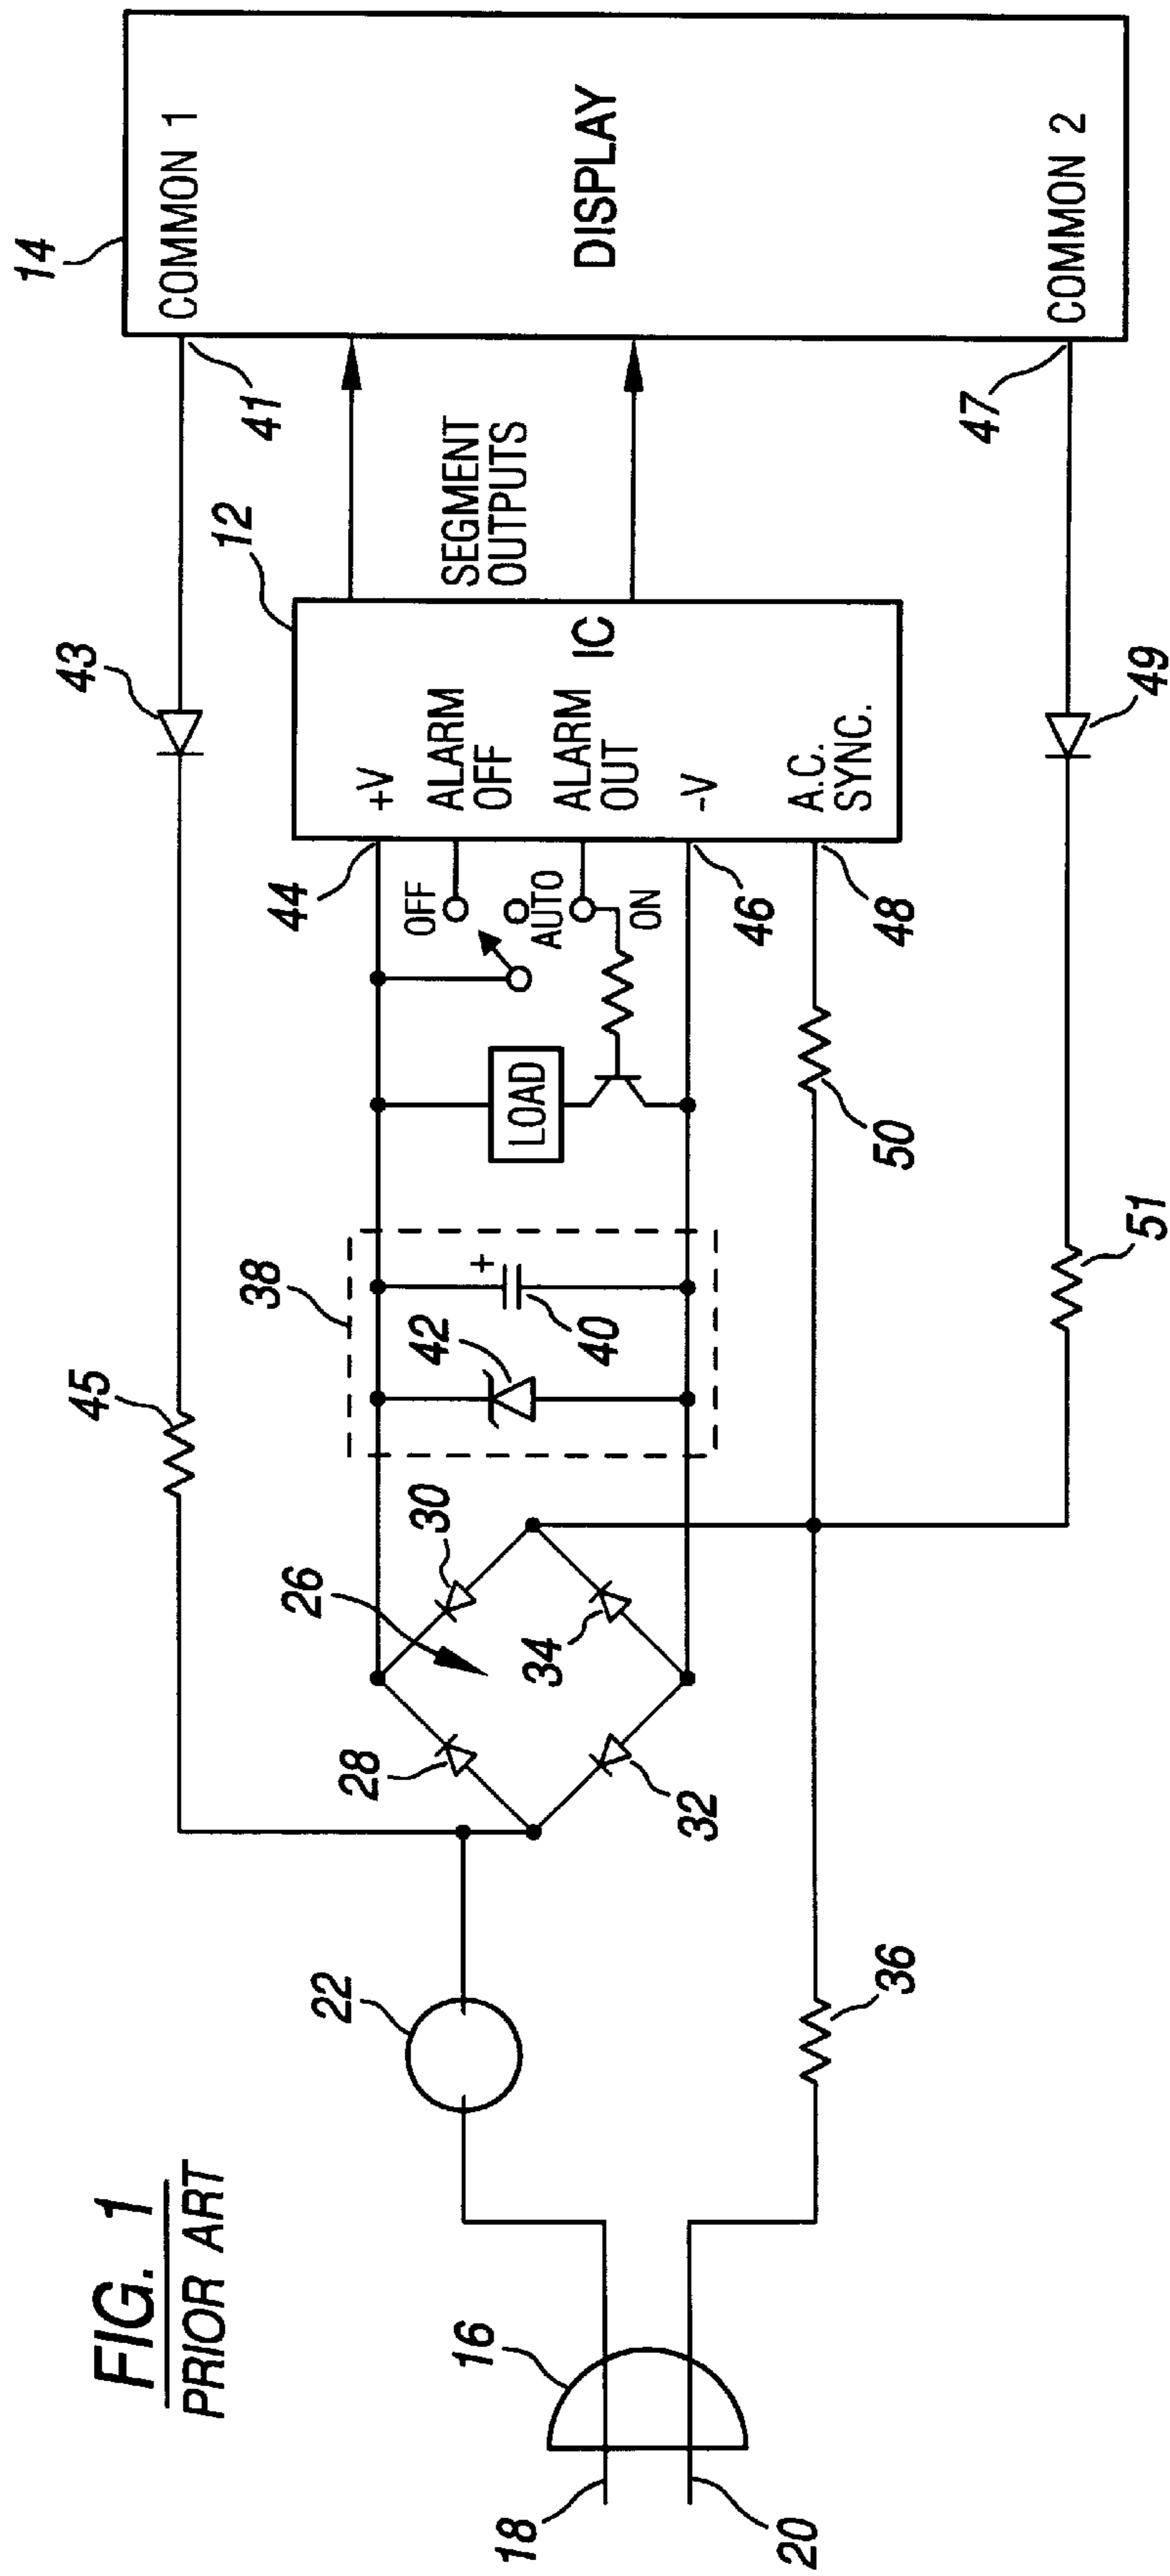 FIG. 1
PRIOR ART
14
COMMON 1
DISPLAY
COMMON 2
41
47
43
45
49
51
12
SEGMENT
OUTPUTS
IC
+V
ALARM
OFF
ALARM
OUT
-V
A.C.
SYNC.
44
46
48
OFF
AUTO
ON
LOAD
50
38
+
42
40
26
30
34
28
32
22
36
16
18
20